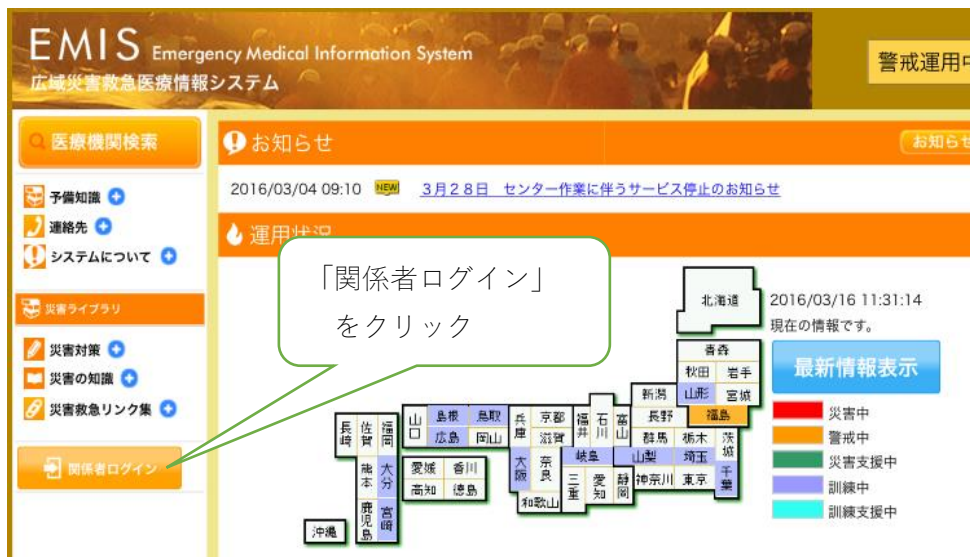 EMIS Emergency Medical Information System
広域災害救急医療情報システム
警戒運用中
医療機関検索
予備知識
連絡先
システムについて
災害ライブラリ
災害対策
災害の知識
災害救急リンク集
関係者ログイン
お知らせ
お知らせ
2016/03/04 09:10 NEW 3月28日 センター作業に伴うサービス停止のお知らせ
運用状況
「関係者ログイン」
をクリック
北海道
青森
秋田 岩手
山形 宮城
福島
新潟
長野
群馬 栃木
茨城
山梨 埼玉
千葉
神奈川 東京
富山
石川
福井
岐阜
静岡
愛知
三重
京都
滋賀
兵庫
大阪
奈良
和歌山
島根 鳥取
広島 岡山
山口
愛媛 香川
高知 徳島
福岡
佐賀
長崎
熊本
大分
宮崎
鹿児島
沖縄
2016/03/16 11:31:14
現在の情報です。
最新情報表示
災害中
警戒中
災害支援中
訓練中
訓練支援中